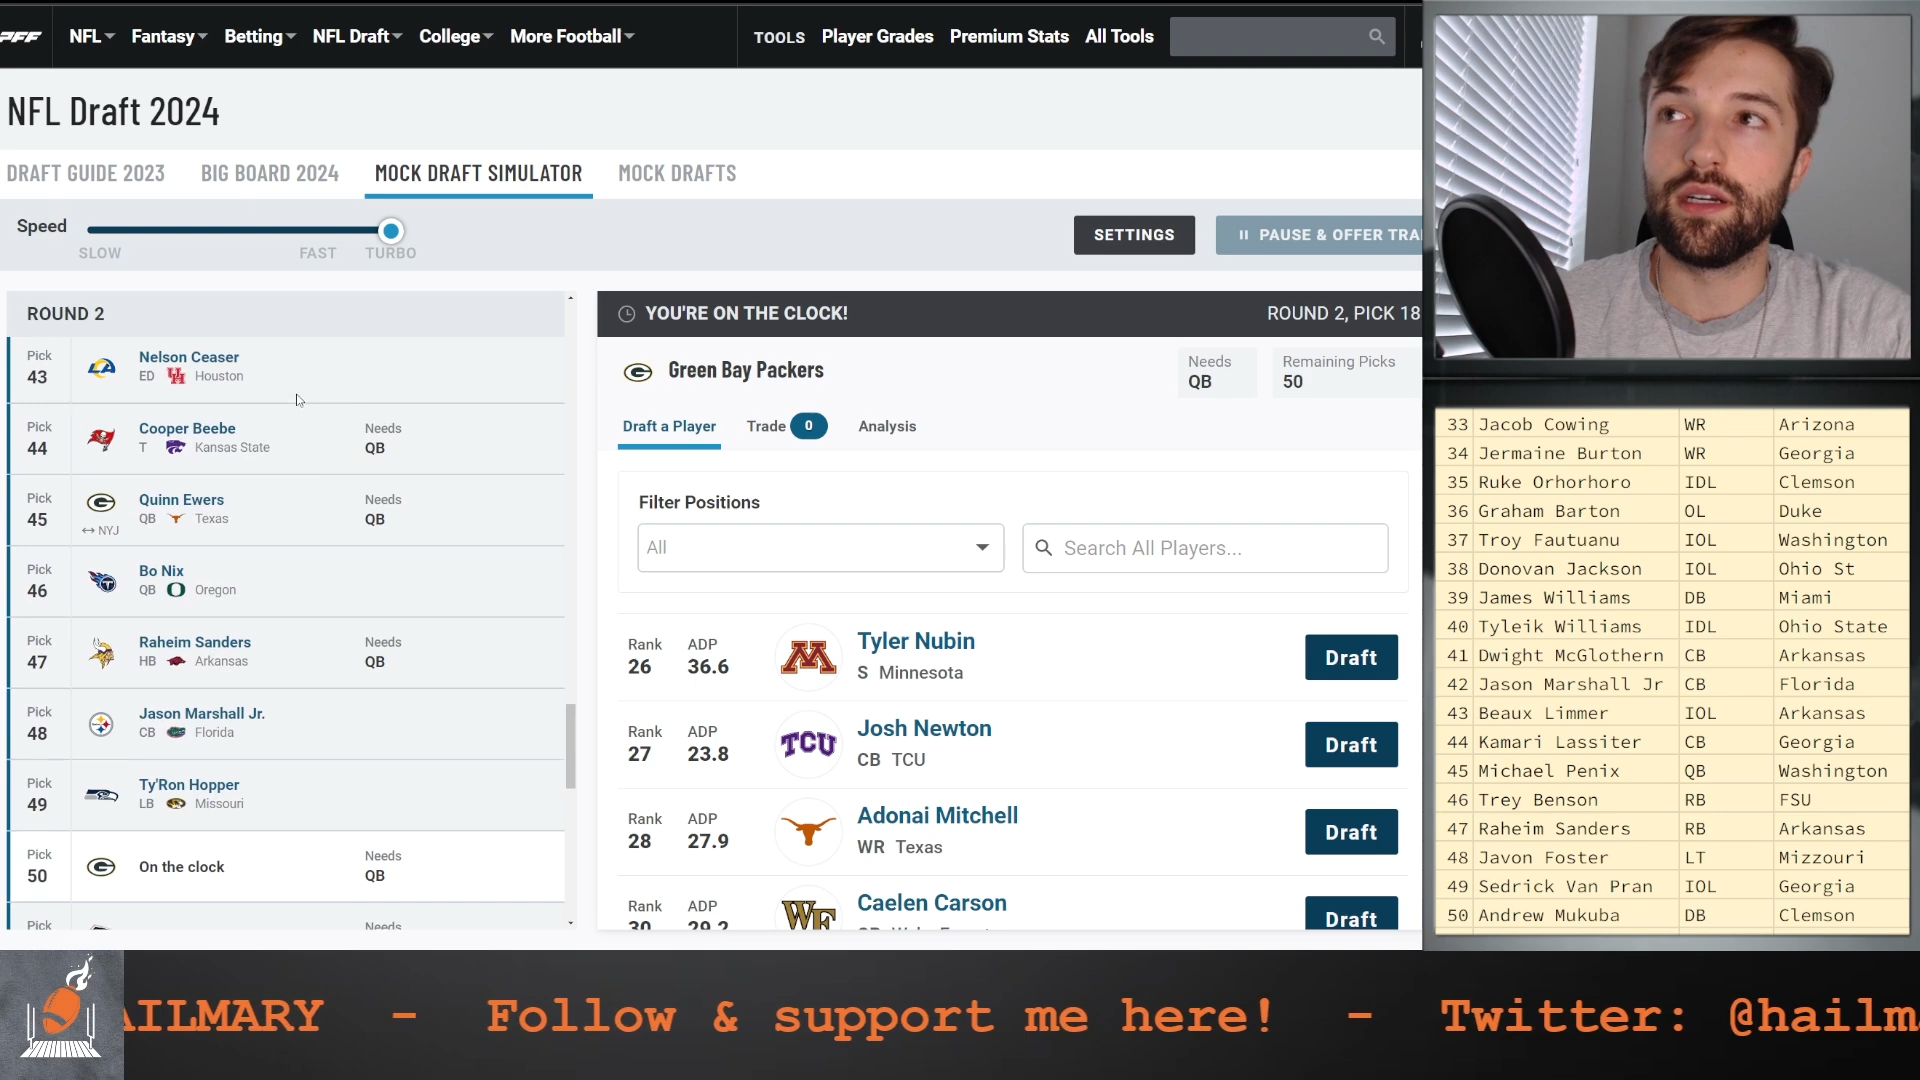 PFF NFL Fantasy Betting NFL Draft College More Football TOOLS Player Grades Premium Stats All Tools
NFL Draft 2024
DRAFT GUIDE 2023 BIG BOARD 2024 MOCK DRAFT SIMULATOR MOCK DRAFTS
Speed
SLOW FAST TURBO
SETTINGS
PAUSE & OFFER TRA
ROUND 2
Pick 43 Nelson Ceaser
ED Houston
Pick 44 Cooper Beebe Needs
T Kansas State QB
Pick 45 Quinn Ewers Needs
QB Texas QB
NYJ
Pick 46 Bo Nix
QB Oregon
Pick 47 Raheim Sanders Needs
HB Arkansas QB
Pick 48 Jason Marshall Jr.
CB Florida
Pick 49 Ty'Ron Hopper
LB Missouri
Pick 50 On the clock Needs
QB
Pick Needs
YOU'RE ON THE CLOCK! ROUND 2, PICK 18
Green Bay Packers
Needs
QB
Remaining Picks
50
Draft a Player Trade 0 Analysis
Filter Positions
All
Search All Players...
Rank 26 ADP 36.6 Tyler Nubin
S Minnesota
Draft
Rank 27 ADP 23.8 TCU Josh Newton
CB TCU
Draft
Rank 28 ADP 27.9 Adonai Mitchell
WR Texas
Draft
Rank 30 ADP 29.2 WF Caelen Carson
Draft
33 Jacob Cowing WR Arizona
34 Jermaine Burton WR Georgia
35 Ruke Orhorhoro IDL Clemson
36 Graham Barton OL Duke
37 Troy Fautuanu IOL Washington
38 Donovan Jackson IOL Ohio St
39 James Williams DB Miami
40 Tyleik Williams IDL Ohio State
41 Dwight McGlothern CB Arkansas
42 Jason Marshall Jr CB Florida
43 Beaux Limmer IOL Arkansas
44 Kamari Lassiter CB Georgia
45 Michael Penix QB Washington
46 Trey Benson RB FSU
47 Raheim Sanders RB Arkansas
48 Javon Foster LT Mizzouri
49 Sedrick Van Pran IOL Georgia
50 Andrew Mukuba DB Clemson
AILMARY - Follow & support me here! - Twitter: @hailm